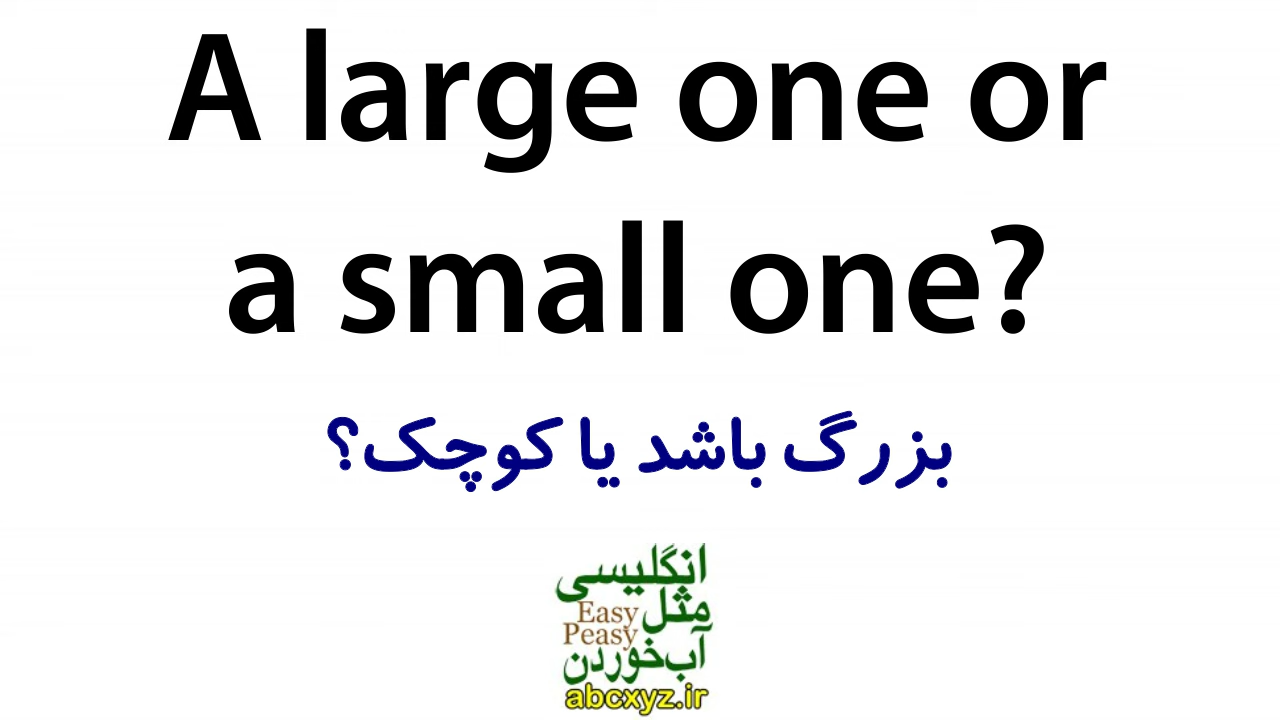 A large one or
a small one?
بزرگ باشد یا کوچک؟
انگلیسی
مثل Easy
Peasy
آب‌خوردن
abcxyz.ir